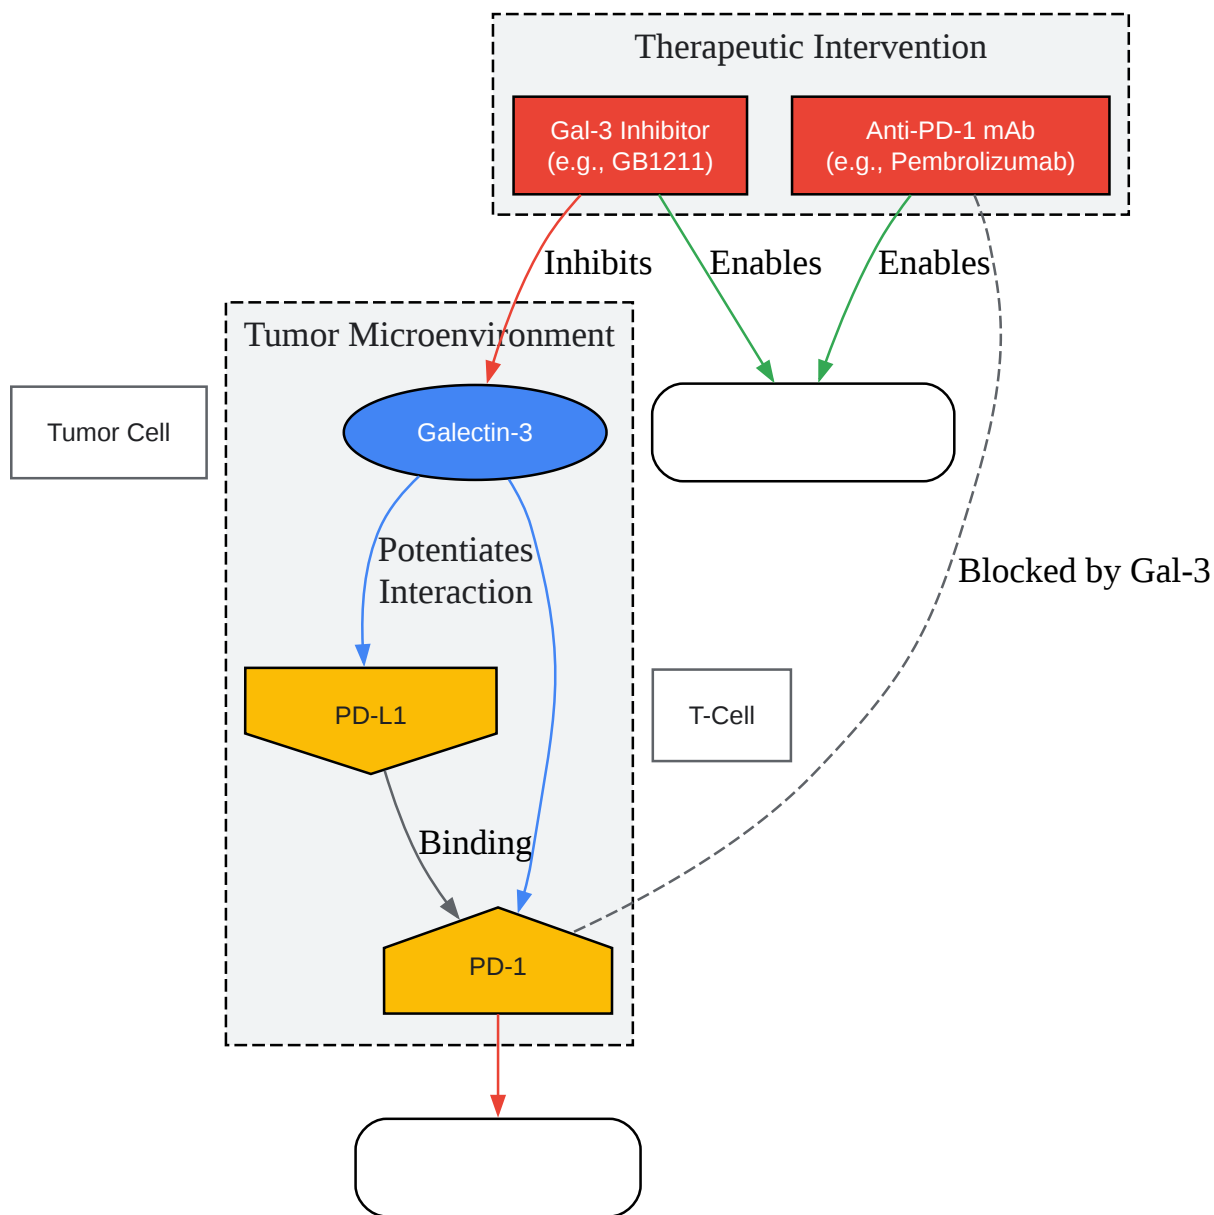 Therapeutic Intervention
Gal-3 Inhibitor
(e.g., GB1211)
Anti-PD-1 mAb
(e.g., Pembrolizumab)
Inhibits
Enables
Enables
Tumor Microenvironment
Tumor Cell
Galectin-3
Potentiates
Interaction
Blocked by Gal-3
PD-L1
T-Cell
Binding
PD-1